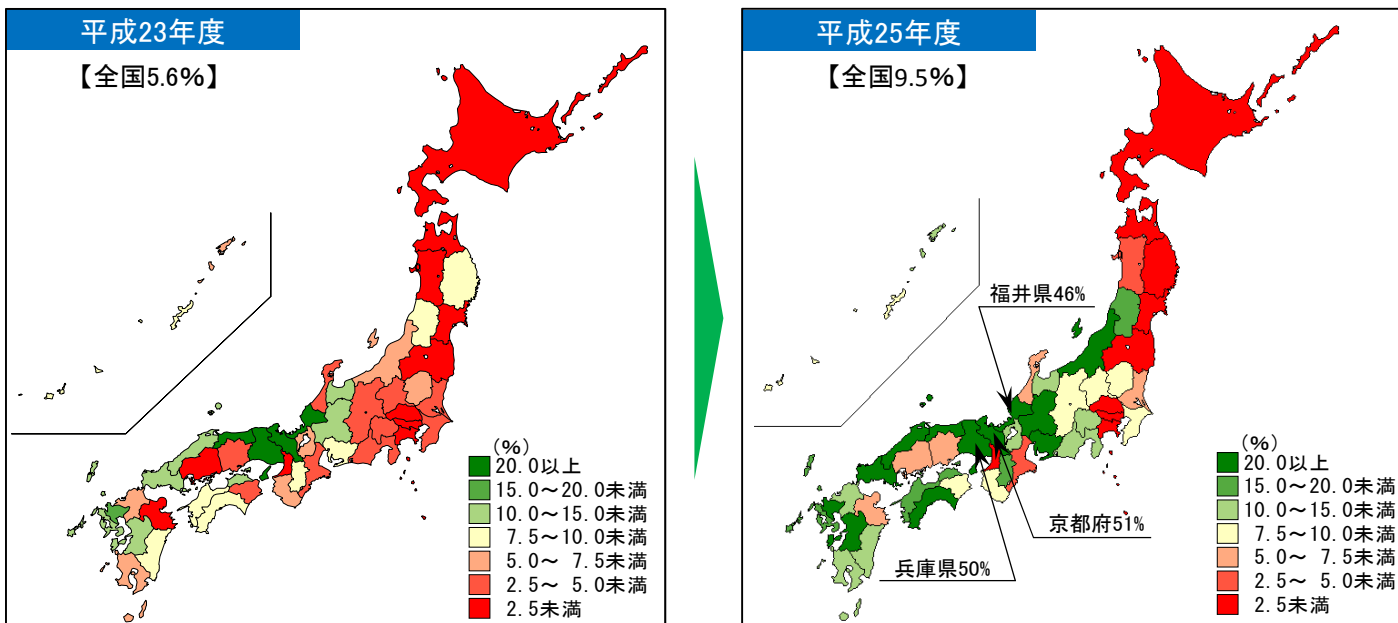 平成23年度
【全国5.6%】
(%)
20.0以上
15.0～20.0未満
10.0～15.0未満
7.5～10.0未満
5.0～ 7.5未満
2.5～ 5.0未満
2.5未満
平成25年度
【全国9.5%】
福井県46%
京都府51%
兵庫県50%
(%)
20.0以上
15.0～20.0未満
10.0～15.0未満
7.5～10.0未満
5.0～ 7.5未満
2.5～ 5.0未満
2.5未満